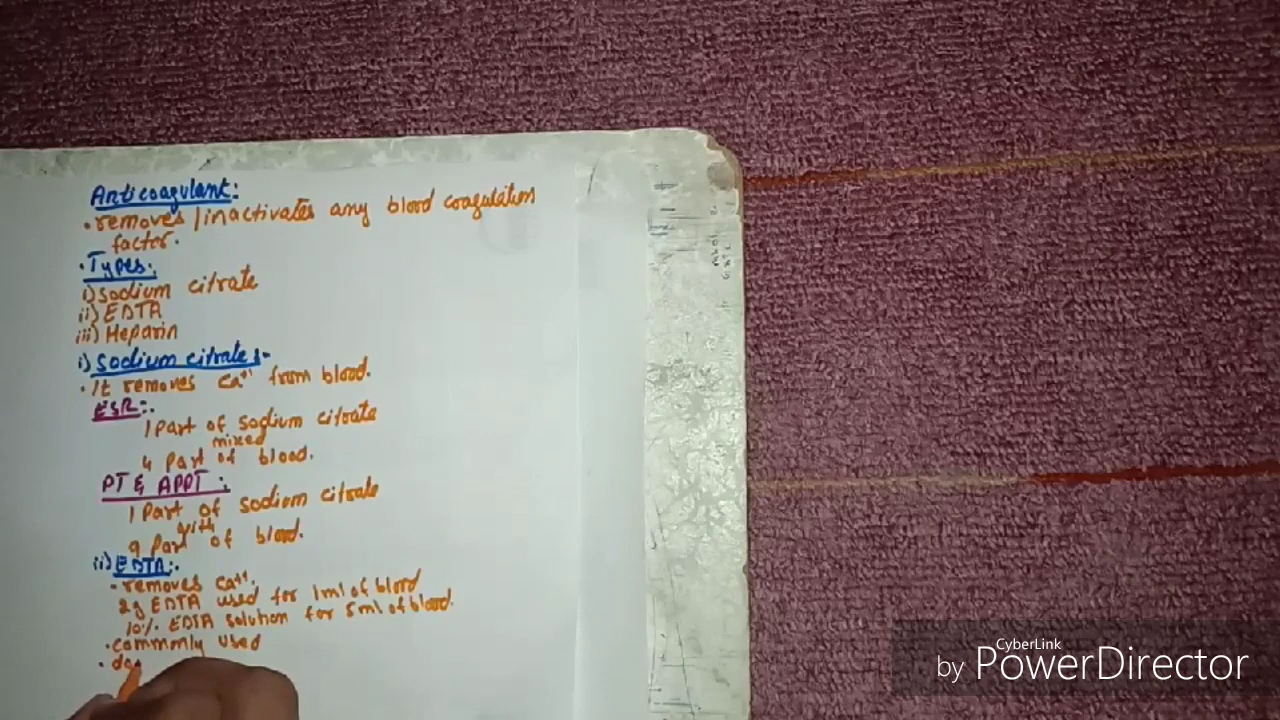 Anticoagulant:
• removes / inactivates any blood coagulation
factor.
• Types:
i) sodium citrate
ii) EDTA
iii) Heparin
i) Sodium citrates:-
• It removes Ca++ from blood.
ESR:-
1 Part of sodium citrate
mixed
4 Part of blood.
PT & APPT:
1 Part of sodium citrate
with
9 Part of blood.
ii) EDTA:
• removes Ca++.
2g EDTA used for 1ml of blood
10% EDTA solution for 5ml of blood.
• commonly used
CyberLink
by PowerDirector